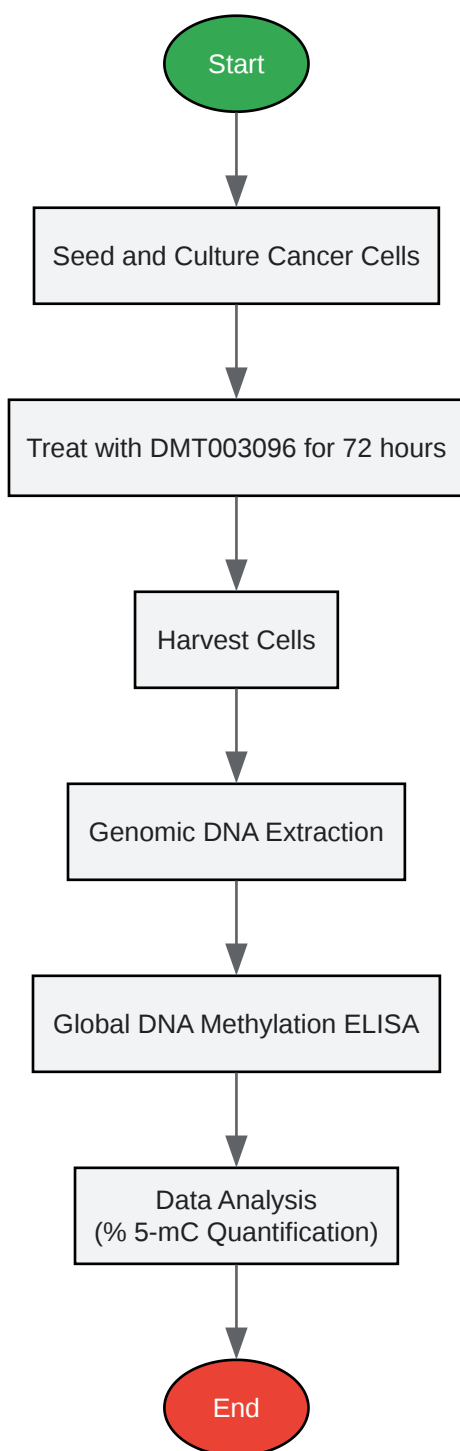 Start
Seed and Culture Cancer Cells
Treat with DMT003096 for 72 hours
Harvest Cells
Genomic DNA Extraction
Global DNA Methylation ELISA
Data Analysis
(% 5-mC Quantification)
End